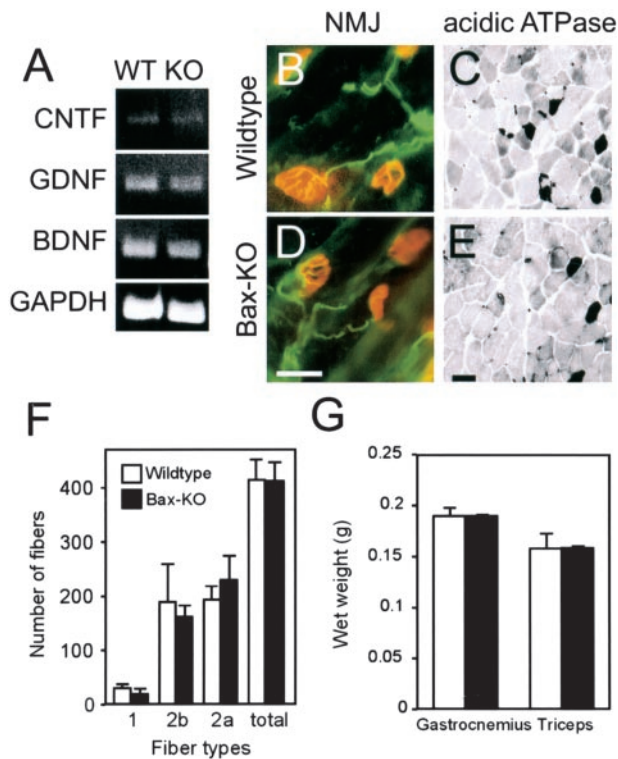 NMJ
acidic ATPase
A
WT KO
CNTF
GDNF
BDNF
GAPDH
Wildtype
B
C
Bax-KO
D
E
F
Number of fibers
400
300
200
100
0
Wildtype
Bax-KO
1 2b 2a total
Fiber types
G
Wet weight (g)
0.25
0.2
0.15
0.1
0.05
0
Gastrocnemius Triceps